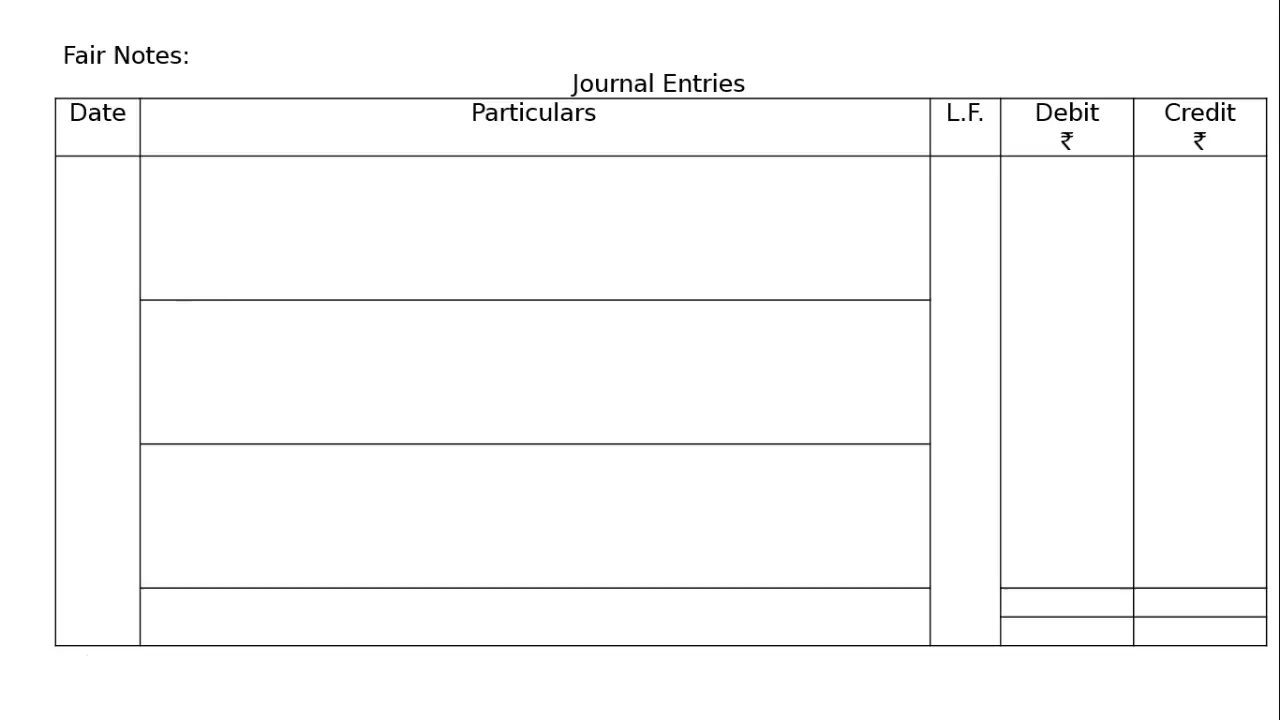 Fair Notes:
Journal Entries
Date Particulars L.F. Debit Credit
₹ ₹